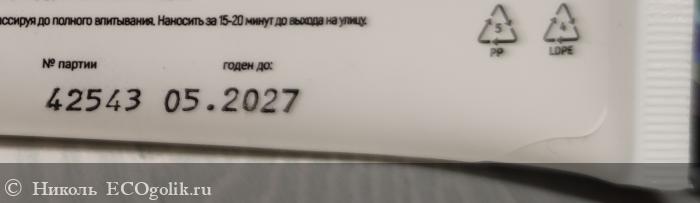 ссируя до полного впитывания. Наносить за 15-20 минут до выхода на улицу.
5
PP
4
LDPE
№ партии
годен до:
42543 05.2027
© Николь ECOgolik.ru